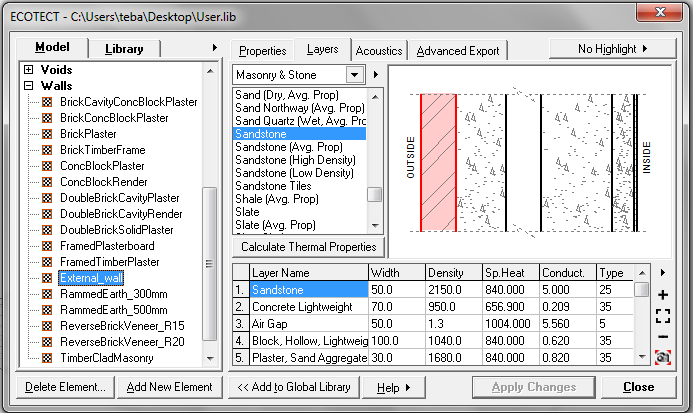 ECOTECT - C:\Users\teba\Desktop\User.lib
Model Library
Voids
Walls
BrickCavityConcBlockPlaster
BrickConcBlockPlaster
BrickPlaster
BrickTimberFrame
ConcBlockPlaster
ConcBlockRender
DoubleBrickCavityPlaster
DoubleBrickCavityRender
DoubleBrickSolidPlaster
FramedPlasterboard
FramedTimberPlaster
External_wall
RammedEarth_300mm
RammedEarth_500mm
ReverseBrickVeneer_R15
ReverseBrickVeneer_R20
TimberCladMasonry
Properties Layers Acoustics Advanced Export
No Highlight
Masonry & Stone
Sand (Dry, Avg. Prop)
Sand Northway (Avg. Prop)
Sand Quartz (Wet, Avg. Prop
Sandstone
Sandstone (Avg. Prop)
Sandstone (High Density)
Sandstone (Low Density)
Sandstone Tiles
Shale (Avg. Prop)
Slate
Slate (Avg. Prop)
Calculate Thermal Properties
OUTSIDE
INSIDE
Layer Name Width Density Sp.Heat Conduct. Type
1. Sandstone 50.0 2150.0 840.000 5.000 25
2. Concrete Lightweight 70.0 950.0 656.900 0.209 35
3. Air Gap 50.0 1.3 1004.000 5.560 5
4. Block, Hollow, Lightweig 100.0 1040.0 840.000 0.620 35
5. Plaster, Sand Aggregate 30.0 1680.0 840.000 0.820 35
Delete Element... Add New Element << Add to Global Library Help Apply Changes Close